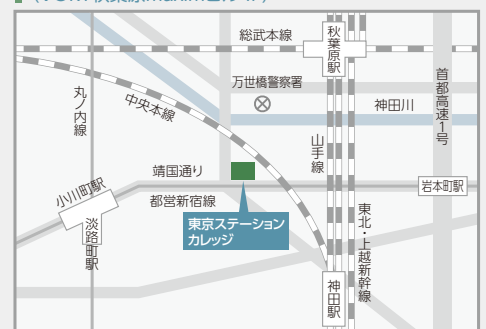 総武本線
秋葉原駅
万世橋警察署
首都高速1号
丸ノ内線
中央本線
神田川
山手線
靖国通り
小川町駅
岩本町駅
都営新宿線
淡路町駅
東京ステーション
カレッジ
東北・上越新幹線
神田駅